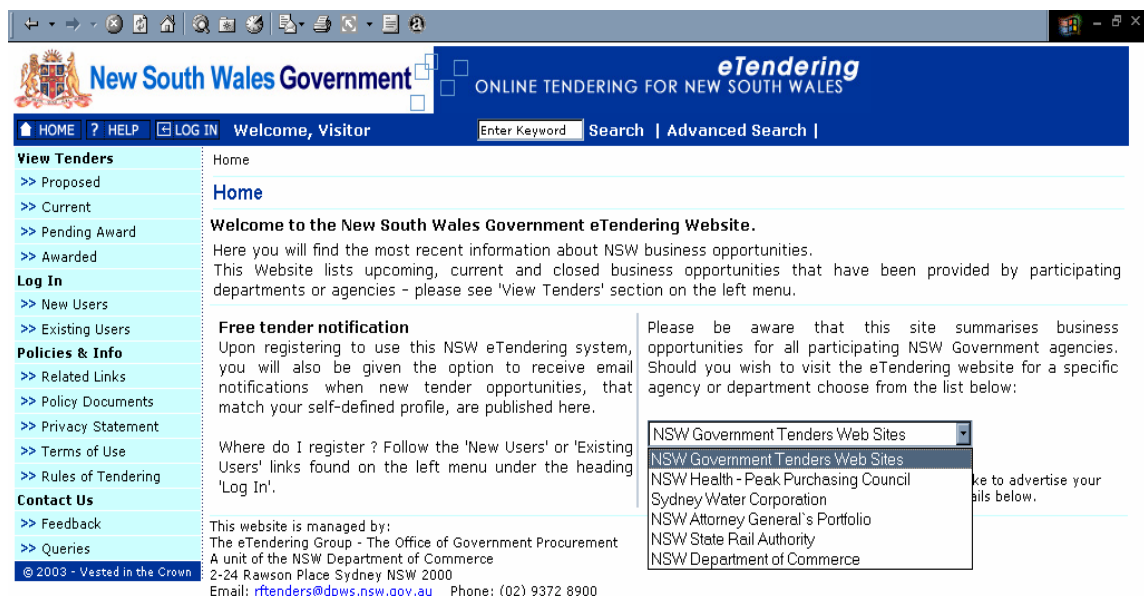 New South Wales Government
eTendering
ONLINE TENDERING FOR NEW SOUTH WALES
HOME ? HELP LOG IN Welcome, Visitor Enter Keyword Search | Advanced Search |
View Tenders
>> Proposed
>> Current
>> Pending Award
>> Awarded
Log In
>> New Users
>> Existing Users
Policies & Info
>> Related Links
>> Policy Documents
>> Privacy Statement
>> Terms of Use
>> Rules of Tendering
Contact Us
>> Feedback
>> Queries
© 2003 - Vested in the Crown
Home
Home
Welcome to the New South Wales Government eTendering Website.
Here you will find the most recent information about NSW business opportunities.
This Website lists upcoming, current and closed business opportunities that have been provided by participating
departments or agencies - please see 'View Tenders' section on the left menu.
Free tender notification
Upon registering to use this NSW eTendering system,
you will also be given the option to receive email
notifications when new tender opportunities, that
match your self-defined profile, are published here.
Where do I register ? Follow the 'New Users' or 'Existing
Users' links found on the left menu under the heading
'Log In'.
Please be aware that this site summarises business
opportunities for all participating NSW Government agencies.
Should you wish to visit the eTendering website for a specific
agency or department choose from the list below:
NSW Government Tenders Web Sites
NSW Government Tenders Web Sites
NSW Health - Peak Purchasing Council
Sydney Water Corporation
NSW Attorney General`s Portfolio
NSW State Rail Authority
NSW Department of Commerce
ke to advertise your
ails below.
This website is managed by:
The eTendering Group - The Office of Government Procurement
A unit of the NSW Department of Commerce
2-24 Rawson Place Sydney NSW 2000
Email: rftenders@dpws.nsw.gov.au Phone: (02) 9372 8900